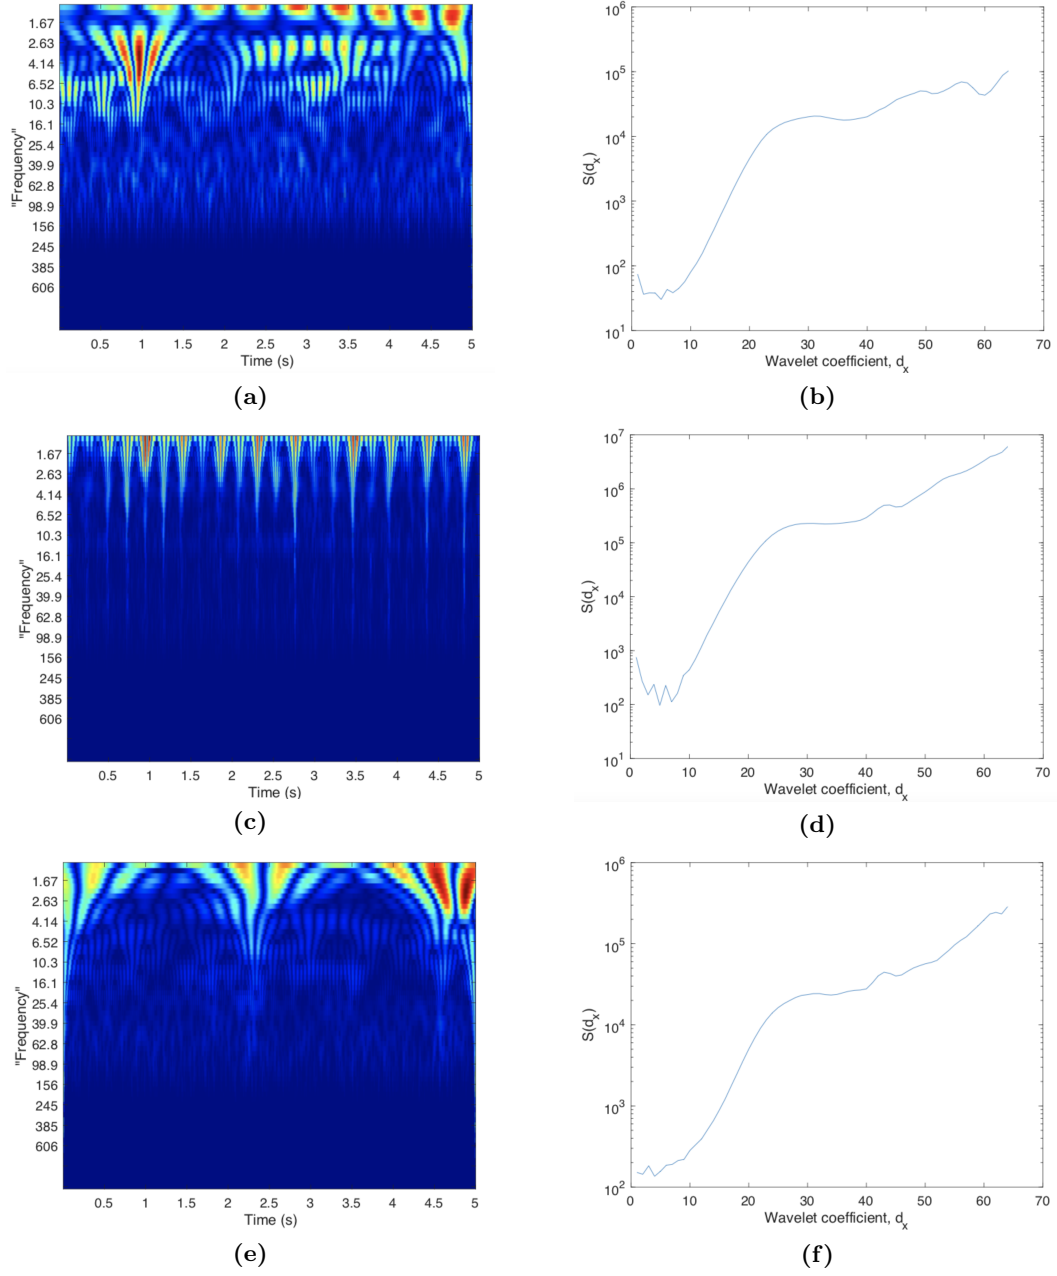 1.67
2.63
4.14
6.52
10.3
16.1
25.4
39.9
62.8
98.9
156
245
385
606
"Frequency"
0.5 1 1.5 2 2.5 3 3.5 4 4.5 5
Time (s)
(a)
10^6
10^5
10^4
10^3
10^2
10^1
S(d_x)
0 10 20 30 40 50 60 70
Wavelet coefficient, d_x
(b)
1.67
2.63
4.14
6.52
10.3
16.1
25.4
39.9
62.8
98.9
156
245
385
606
"Frequency"
0.5 1 1.5 2 2.5 3 3.5 4 4.5 5
Time (s)
(c)
10^7
10^6
10^5
10^4
10^3
10^2
10^1
S(d_x)
0 10 20 30 40 50 60 70
Wavelet coefficient, d_x
(d)
1.67
2.63
4.14
6.52
10.3
16.1
25.4
39.9
62.8
98.9
156
245
385
606
"Frequency"
0.5 1 1.5 2 2.5 3 3.5 4 4.5 5
Time (s)
(e)
10^6
10^5
10^4
10^3
10^2
S(d_x)
0 10 20 30 40 50 60 70
Wavelet coefficient, d_x
(f)